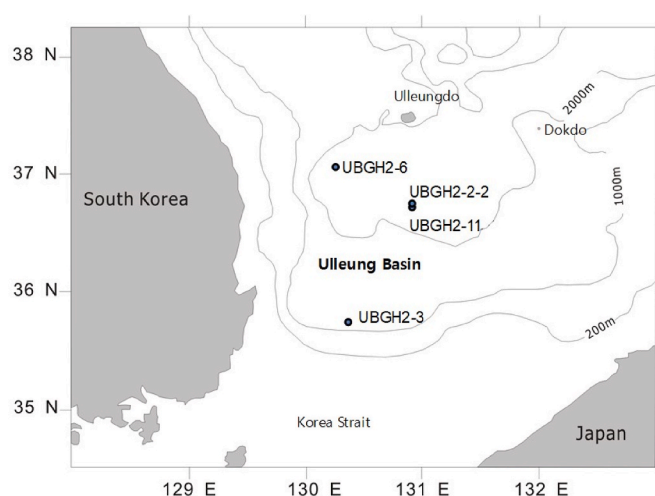 38 N
Ulleungdo
2000m
Dokdo
37 N
UBGH2-6
UBGH2-2-2
South Korea
1000m
UBGH2-11
Ulleung Basin
36 N
UBGH2-3
200m
35 N
Korea Strait
Japan
129 E
130 E
131 E
132 E